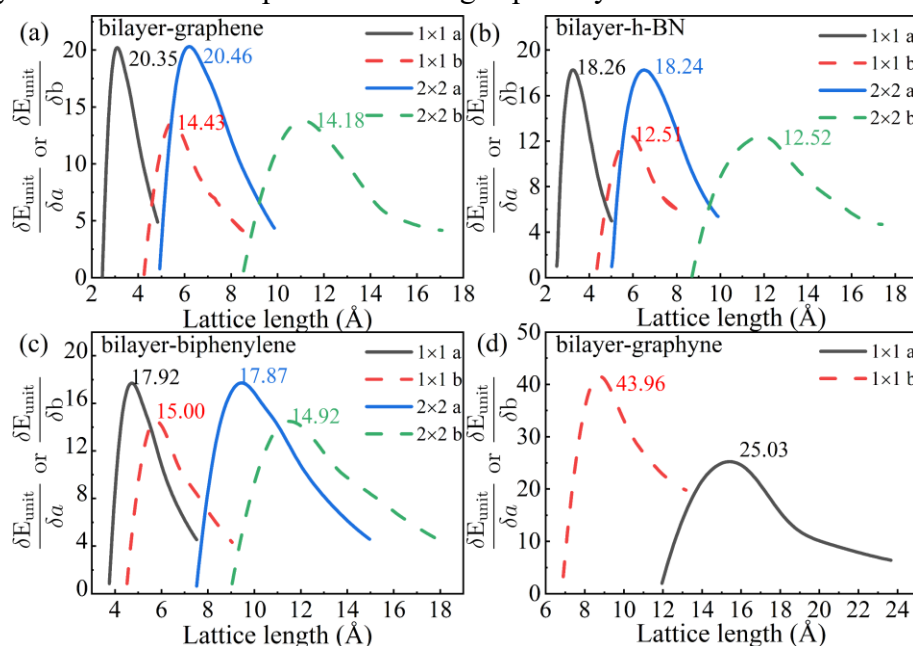 (a) bilayer-graphene
1×1 a
1×1 b
2×2 a
2×2 b
20.35
20.46
14.43
14.18
δE_unit/δa or δE_unit/δb
0
5
10
15
20
2 4 6 8 10 12 14 16 18
Lattice length (Å)
(b) bilayer-h-BN
1×1 a
1×1 b
2×2 a
2×2 b
18.26
18.24
12.51
12.52
δE_unit/δa or δE_unit/δb
0
6
12
18
24
2 4 6 8 10 12 14 16 18
Lattice length (Å)
(c) bilayer-biphenylene
1×1 a
1×1 b
2×2 a
2×2 b
17.92
17.87
15.00
14.92
δE_unit/δa or δE_unit/δb
0
4
8
12
16
4 6 8 10 12 14 16 18
Lattice length (Å)
(d) bilayer-graphyne
1×1 a
1×1 b
43.96
25.03
δE_unit/δa or δE_unit/δb
0
10
20
30
40
50
6 8 10 12 14 16 18 20 22 24
Lattice length (Å)